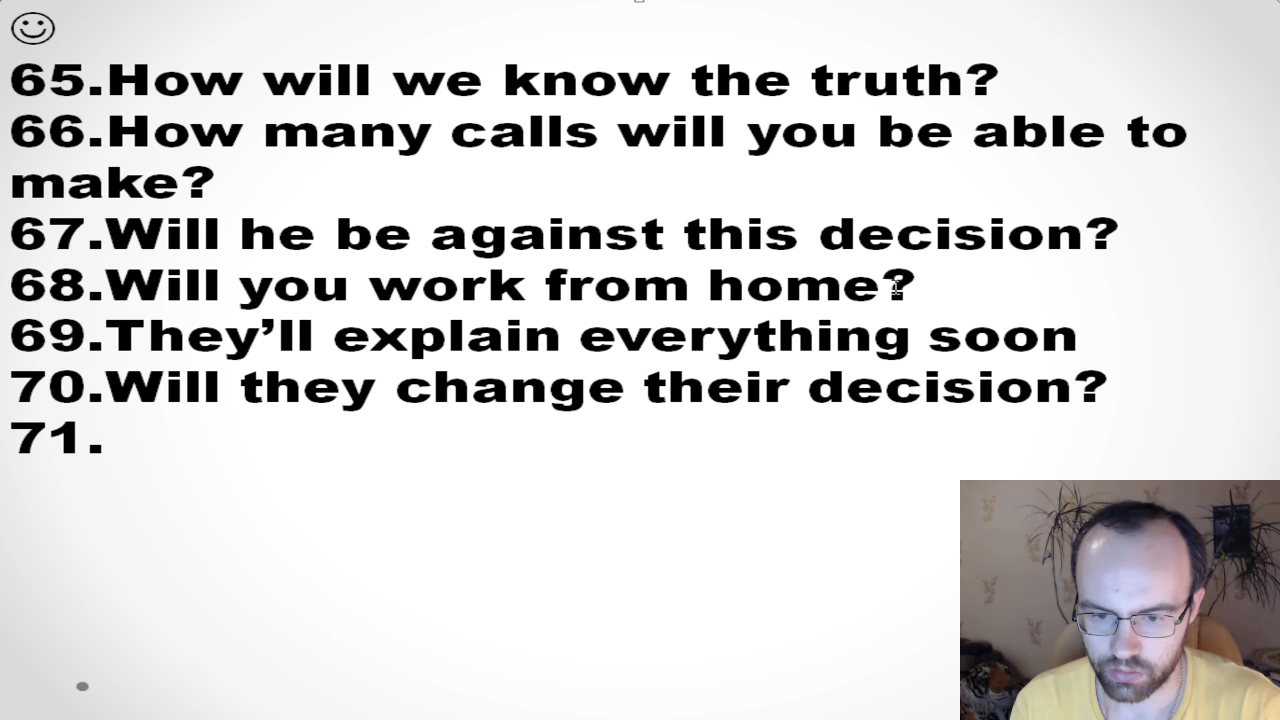 65.How will we know the truth?
66.How many calls will you be able to
make?
67.Will he be against this decision?
68.Will you work from home?
69.They’ll explain everything soon
70.Will they change their decision?
71.